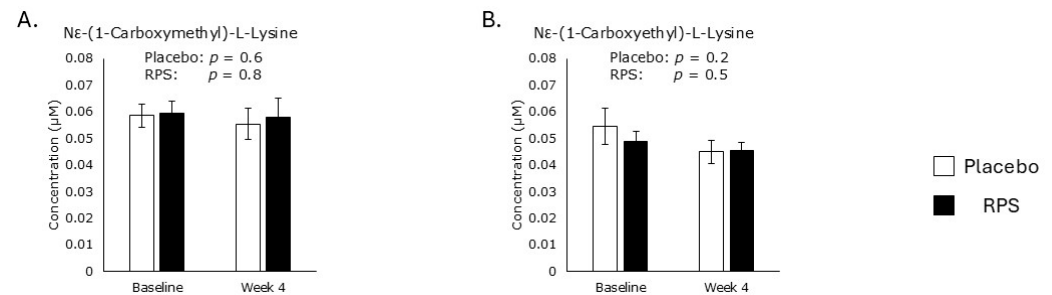 A.
Nε-(1-Carboxymethyl)-L-Lysine
Placebo: p = 0.6
RPS: p = 0.8
Concentration (µM)
0.08
0.07
0.06
0.05
0.04
0.03
0.02
0.01
0
Baseline Week 4
B.
Nε-(1-Carboxyethyl)-L-Lysine
Placebo: p = 0.2
RPS: p = 0.5
Concentration (µM)
0.08
0.07
0.06
0.05
0.04
0.03
0.02
0.01
0
Baseline Week 4
Placebo
RPS